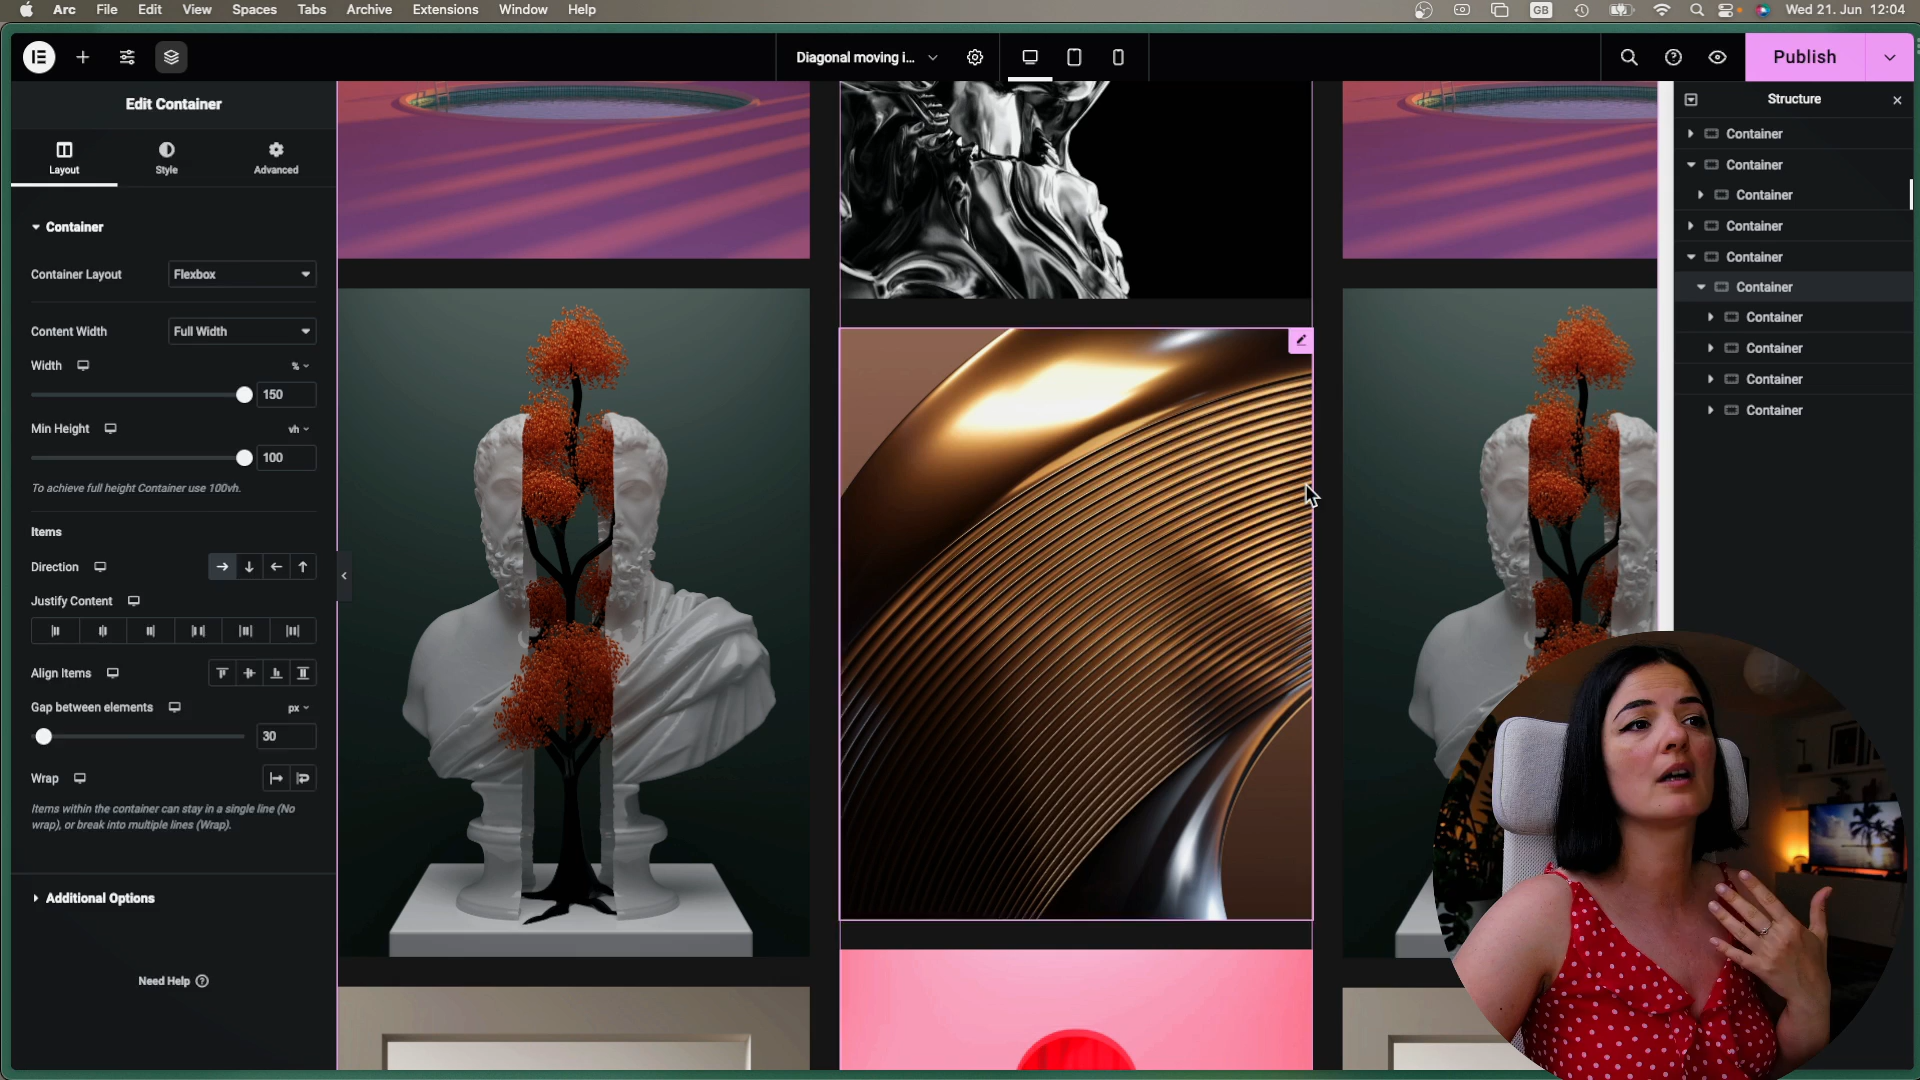 Arc File Edit View Spaces Tabs Archive Extensions Window Help
GB
Wed 21. Jun 12:04
Diagonal moving i...
Publish
Edit Container
Layout
Style
Advanced
Container
Container Layout
Flexbox
Content Width
Full Width
Width
%
150
Min Height
vh
100
To achieve full height Container use 100vh.
Items
Direction
Justify Content
Align Items
Gap between elements
px
30
Wrap
Items within the container can stay in a single line (No
wrap), or break into multiple lines (Wrap).
Additional Options
Need Help
Structure
Container
Container
Container
Container
Container
Container
Container
Container
Container
Container